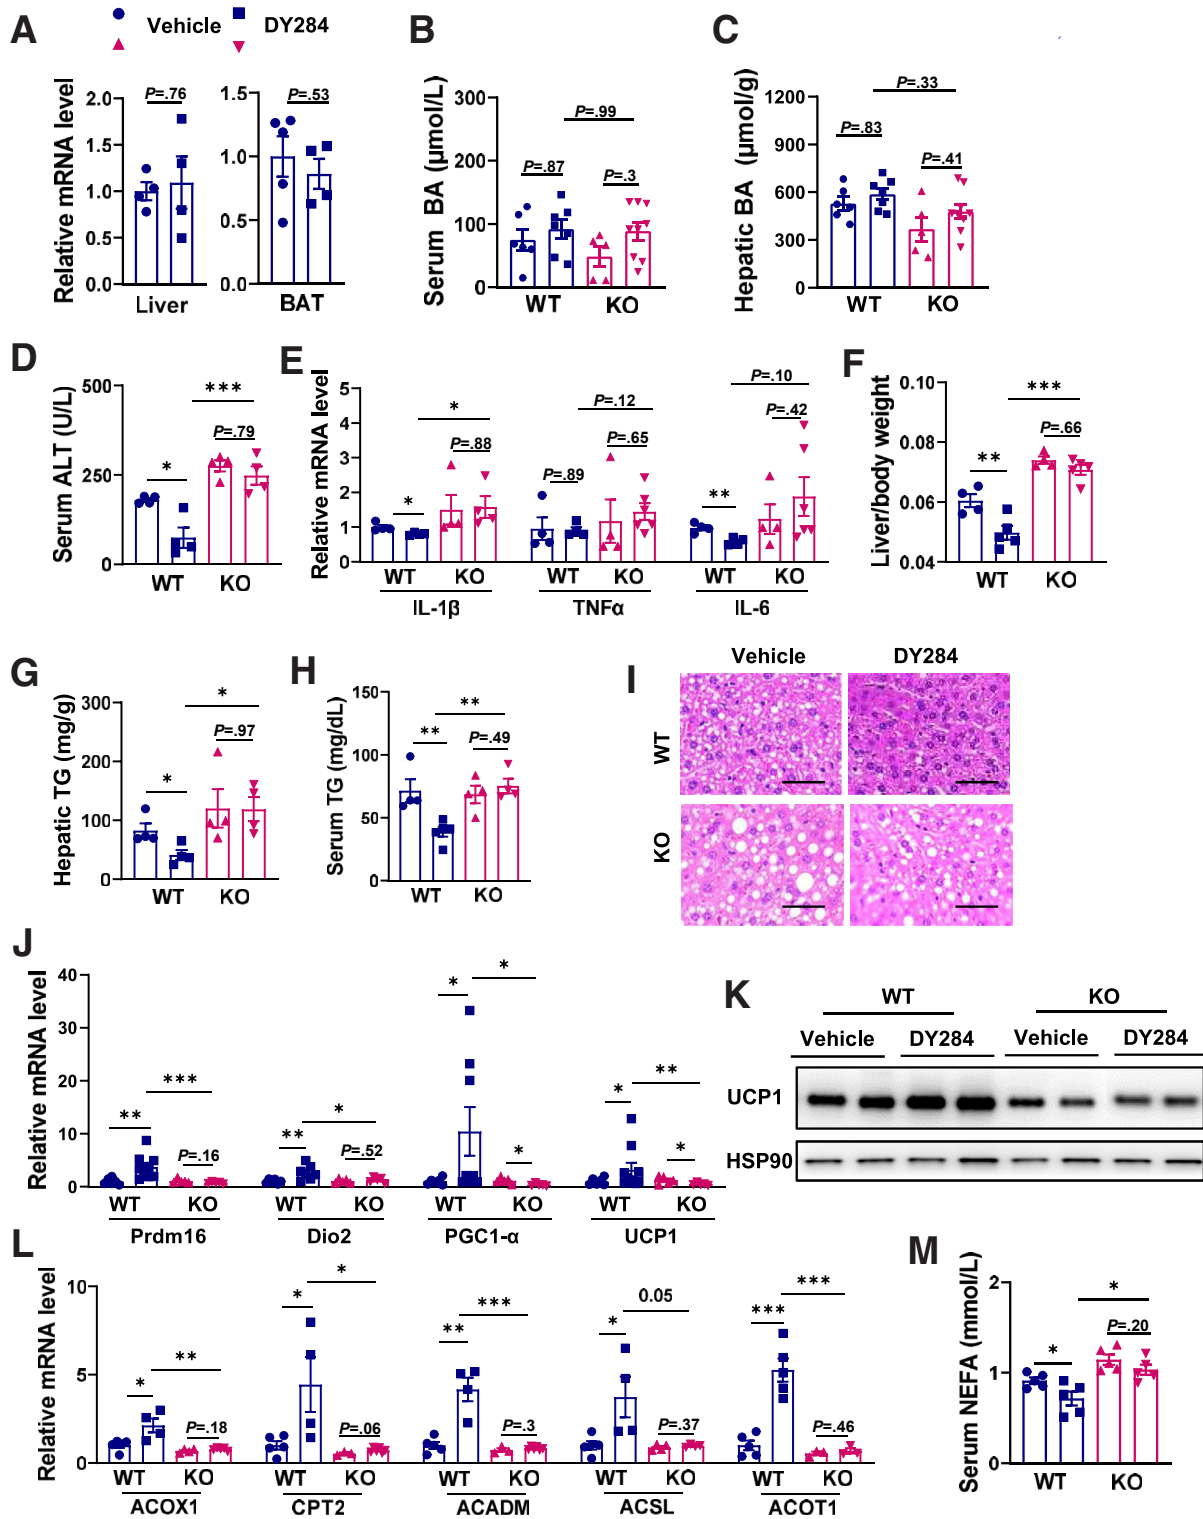 A
Vehicle
DY284
Relative mRNA level
2.0
1.5
1.0
0.5
0.0
P=.76
Liver
1.5
1.0
0.5
0.0
P=.53
BAT
B
Serum BA (μmol/L)
300
200
100
0
P=.99
P=.87
P=.3
WT
KO
C
Hepatic BA (μmol/g)
1200
900
600
300
0
P=.33
P=.83
P=.41
WT
KO
D
Serum ALT (U/L)
500
250
0
***
*
P=.79
WT
KO
E
Relative mRNA level
5
4
3
2
1
0
*
*
P=.88
P=.12
P=.89
P=.65
P=.10
**
P=.42
WT
KO
WT
KO
WT
KO
IL-1β
TNFα
IL-6
F
Liver/body weight
0.10
0.08
0.06
0.04
***
**
P=.66
WT
KO
G
Hepatic TG (mg/g)
300
200
100
0
*
*
P=.97
WT
KO
H
Serum TG (mg/dL)
150
100
50
0
**
**
P=.49
WT
KO
I
Vehicle
DY284
WT
KO
J
Relative mRNA level
40
30
20
10
0
***
**
P=.16
*
**
P=.52
*
*
*
**
*
*
WT
KO
WT
KO
WT
KO
WT
KO
Prdm16
Dio2
PGC1-α
UCP1
K
WT
KO
Vehicle
DY284
Vehicle
DY284
UCP1
HSP90
L
Relative mRNA level
10
5
0
**
*
P=.18
*
*
P=.06
***
**
P=.3
0.05
*
P=.37
***
***
P=.46
WT
KO
WT
KO
WT
KO
WT
KO
WT
KO
ACOX1
CPT2
ACADM
ACSL
ACOT1
M
Serum NEFA (mmol/L)
2
1
0
*
*
P=.20
WT
KO